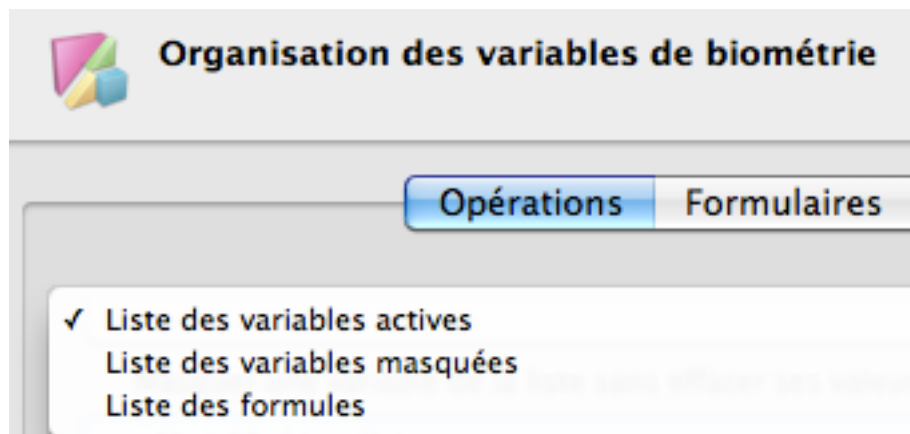 Organisation des variables de biométrie
Opérations Formulaires
✓ Liste des variables actives
Liste des variables masquées
Liste des formules